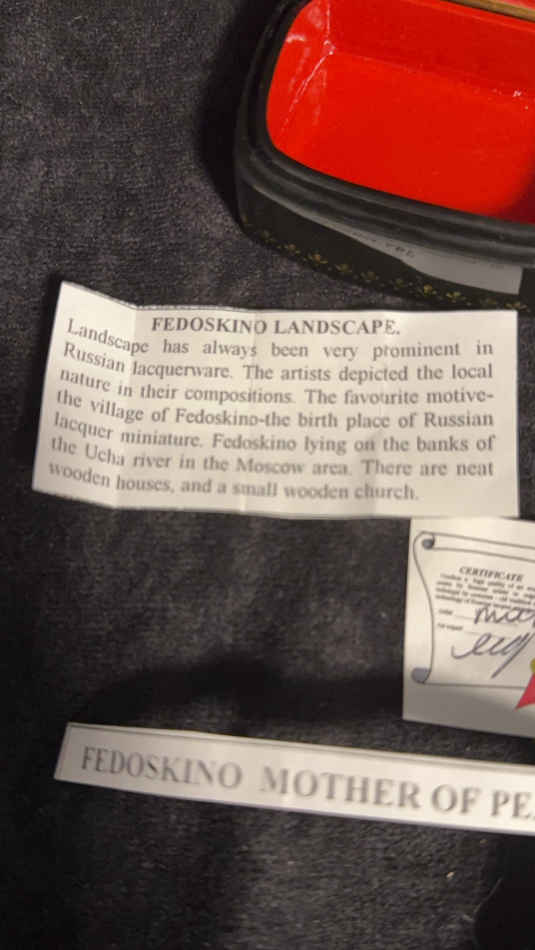 FEDOSKINO LANDSCAPE.
Landscape has always been very prominent in
Russian lacquerware. The artists depicted the local
nature in their compositions. The favourite motive-
the village of Fedoskino-the birth place of Russian
lacquer miniature. Fedoskino lying on the banks of
the Ucha river in the Moscow area. There are neat
wooden houses, and a small wooden church.
CERTIFICATE
FEDOSKINO MOTHER OF PE